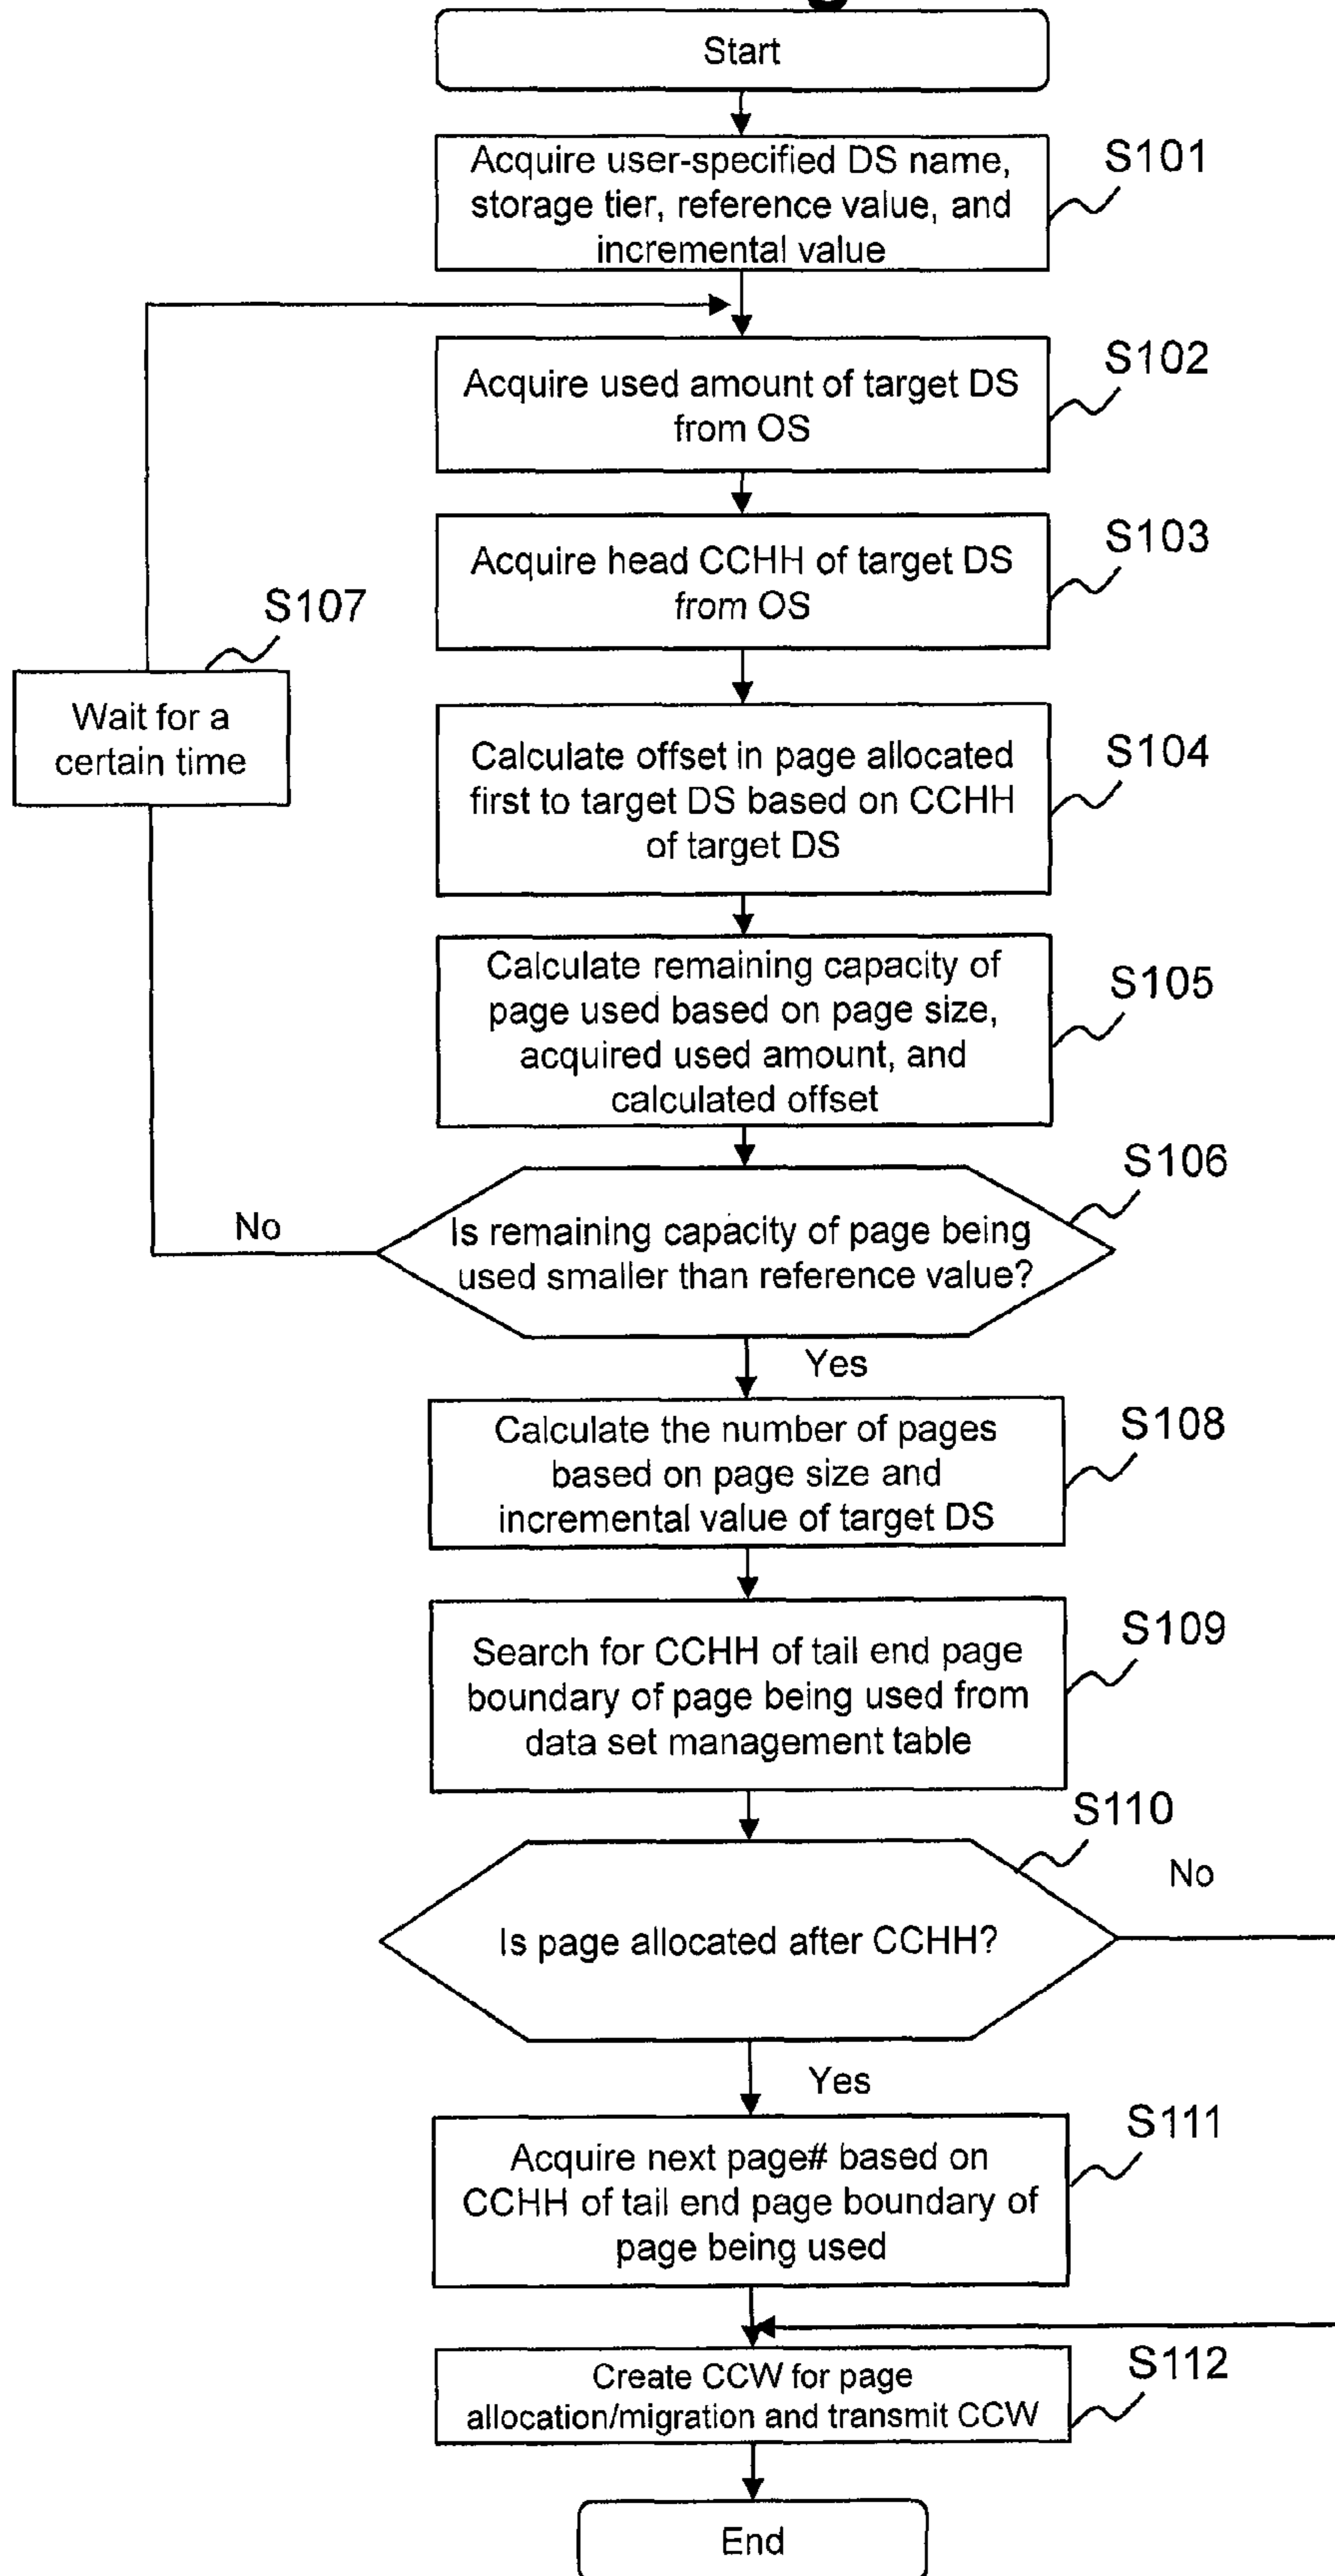 Start
Acquire user-specified DS name,
storage tier, reference value, and
incremental value
S101
Acquire used amount of target DS
from OS
S102
Acquire head CCHH of target DS
from OS
S103
S107
Wait for a
certain time
Calculate offset in page allocated
first to target DS based on CCHH
of target DS
S104
Calculate remaining capacity of
page used based on page size,
acquired used amount, and
calculated offset
S105
S106
No
Is remaining capacity of page being
used smaller than reference value?
Yes
Calculate the number of pages
based on page size and
incremental value of target DS
S108
Search for CCHH of tail end page
boundary of page being used from
data set management table
S109
S110
No
Is page allocated after CCHH?
Yes
Acquire next page# based on
CCHH of tail end page boundary of
page being used
S111
Create CCW for page
allocation/migration and transmit CCW
S112
End